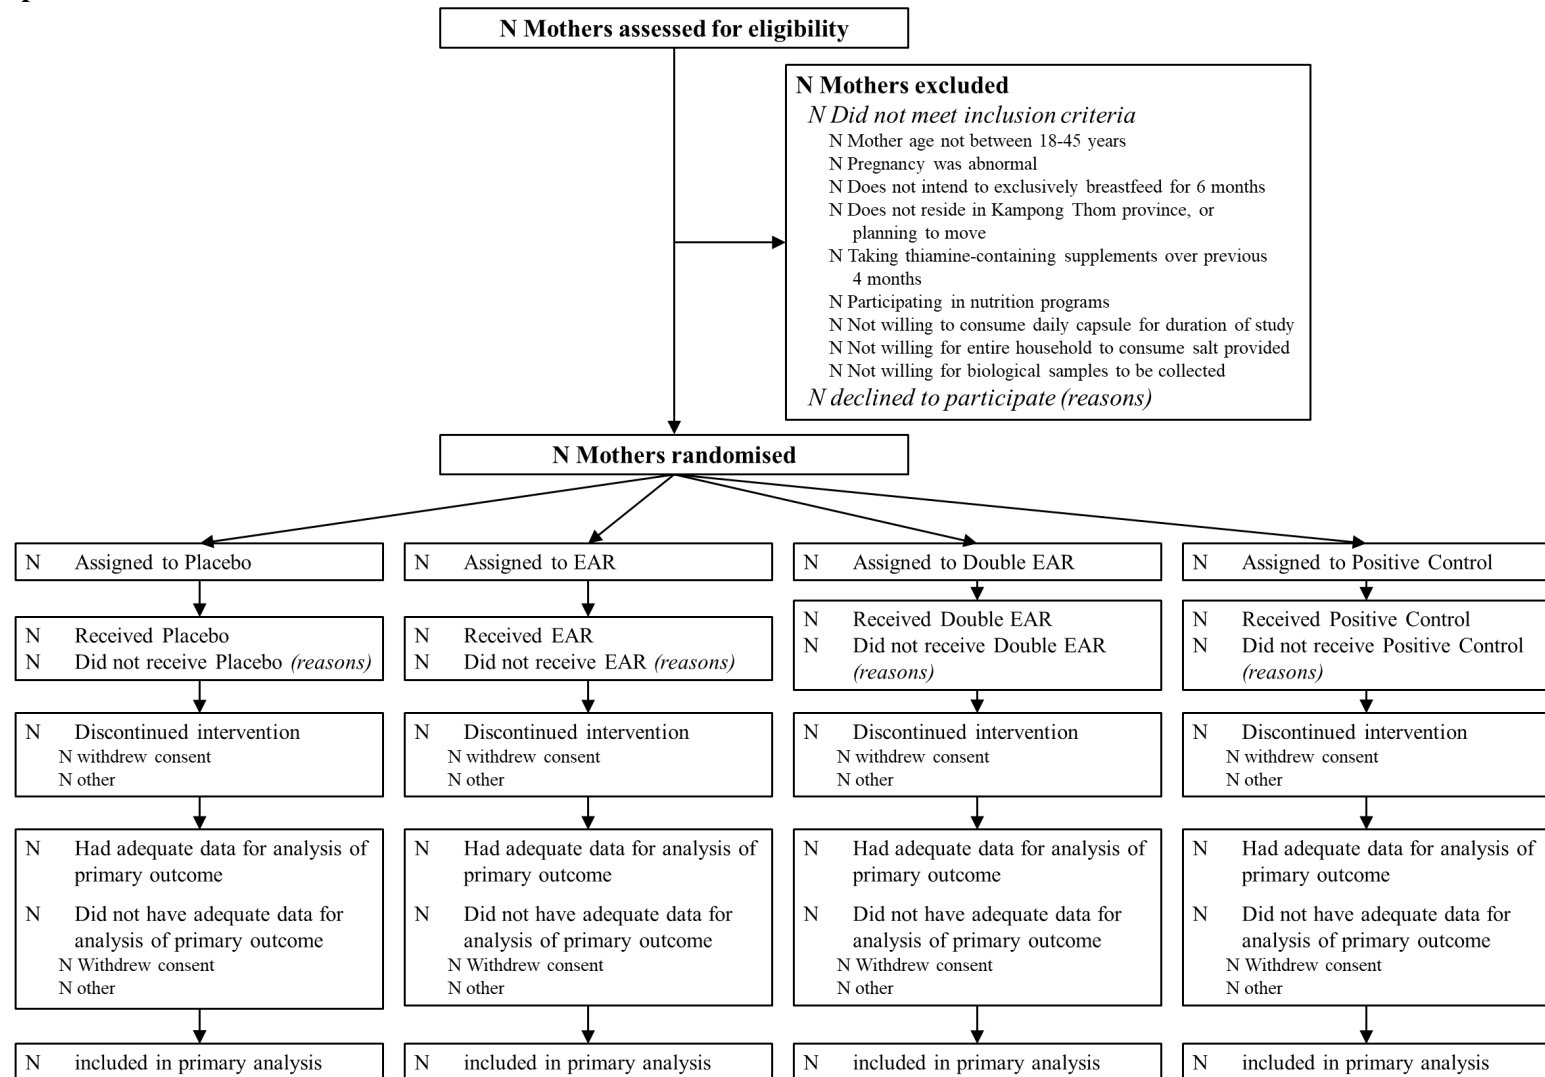 N Mothers assessed for eligibility
N Mothers excluded
N Did not meet inclusion criteria
N Mother age not between 18-45 years
N Pregnancy was abnormal
N Does not intend to exclusively breastfeed for 6 months
N Does not reside in Kampong Thom province, or
planning to move
N Taking thiamine-containing supplements over previous
4 months
N Participating in nutrition programs
N Not willing to consume daily capsule for duration of study
N Not willing for entire household to consume salt provided
N Not willing for biological samples to be collected
N declined to participate (reasons)
N Mothers randomised
N Assigned to Placebo
N Received Placebo
N Did not receive Placebo (reasons)
N Discontinued intervention
N withdrew consent
N other
N Had adequate data for analysis of
primary outcome
N Did not have adequate data for
analysis of primary outcome
N Withdrew consent
N other
N included in primary analysis
N Assigned to EAR
N Received EAR
N Did not receive EAR (reasons)
N Discontinued intervention
N withdrew consent
N other
N Had adequate data for analysis of
primary outcome
N Did not have adequate data for
analysis of primary outcome
N Withdrew consent
N other
N included in primary analysis
N Assigned to Double EAR
N Received Double EAR
N Did not receive Double EAR
(reasons)
N Discontinued intervention
N withdrew consent
N other
N Had adequate data for analysis of
primary outcome
N Did not have adequate data for
analysis of primary outcome
N Withdrew consent
N other
N included in primary analysis
N Assigned to Positive Control
N Received Positive Control
N Did not receive Positive Control
(reasons)
N Discontinued intervention
N withdrew consent
N other
N Had adequate data for analysis of
primary outcome
N Did not have adequate data for
analysis of primary outcome
N Withdrew consent
N other
N included in primary analysis